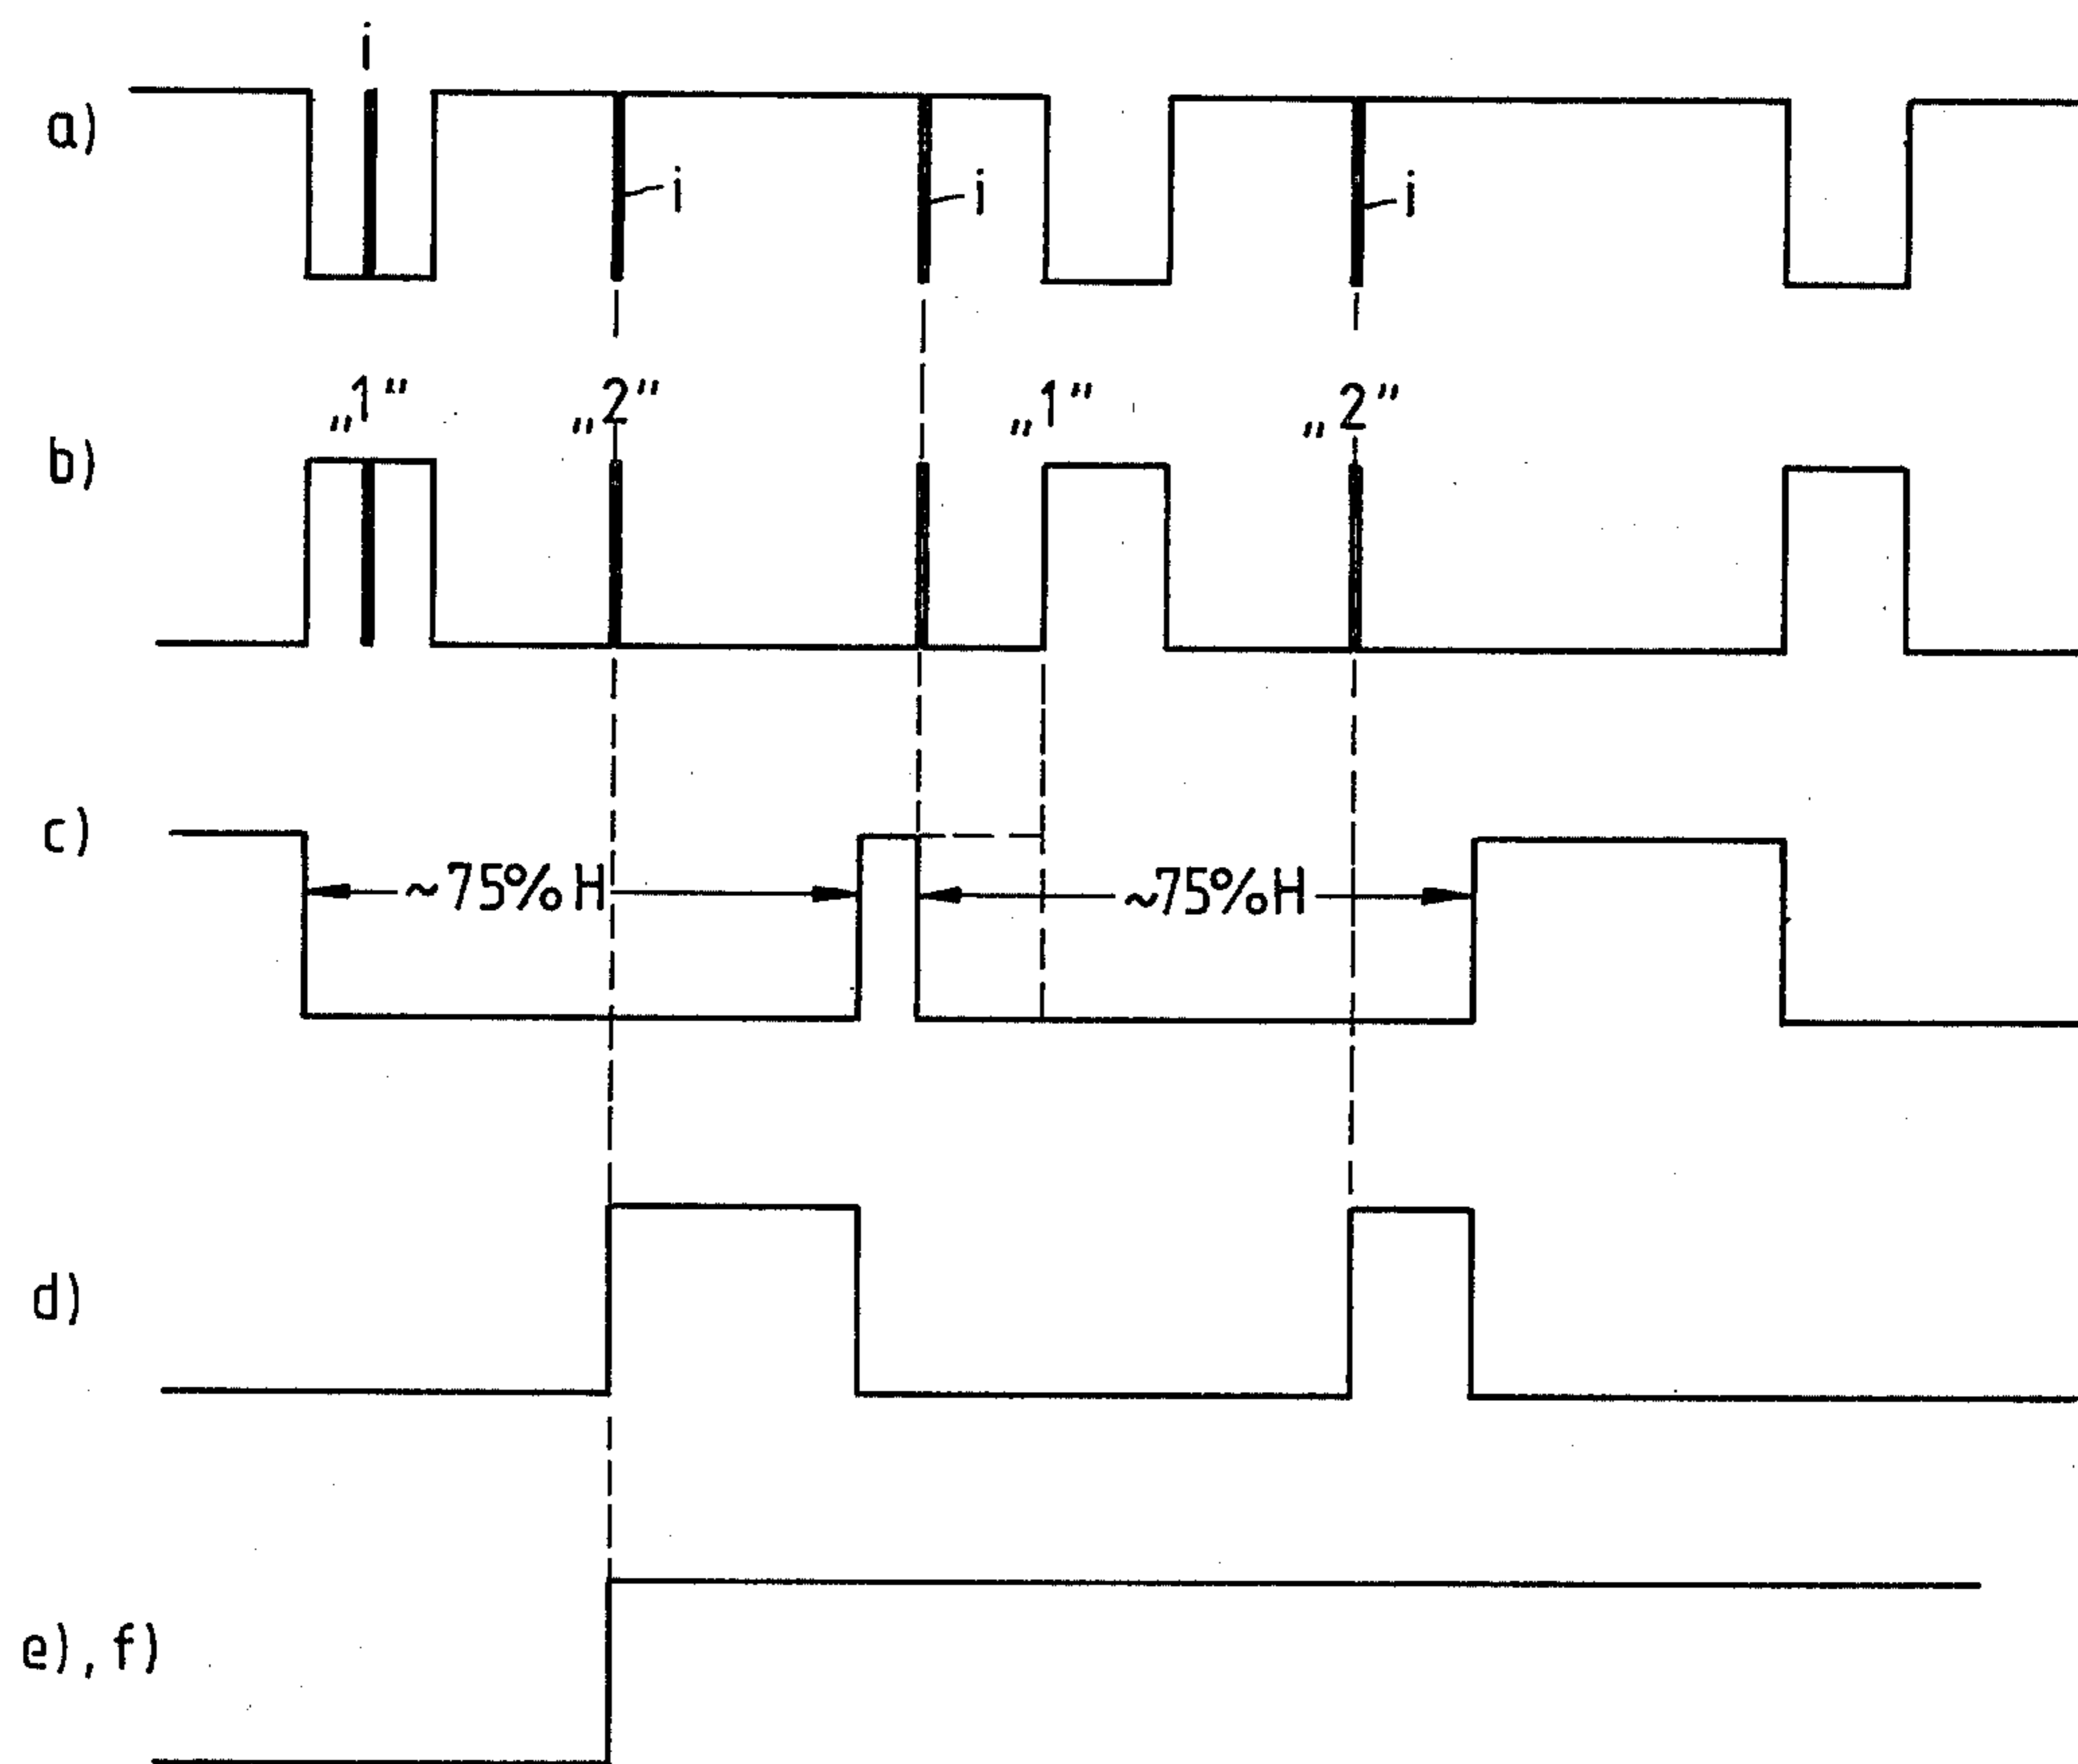 i
a)
i
i
i
„1“
„2“
„1“
„2“
b)
c)
~75%H
~75%H
d)
e), f)